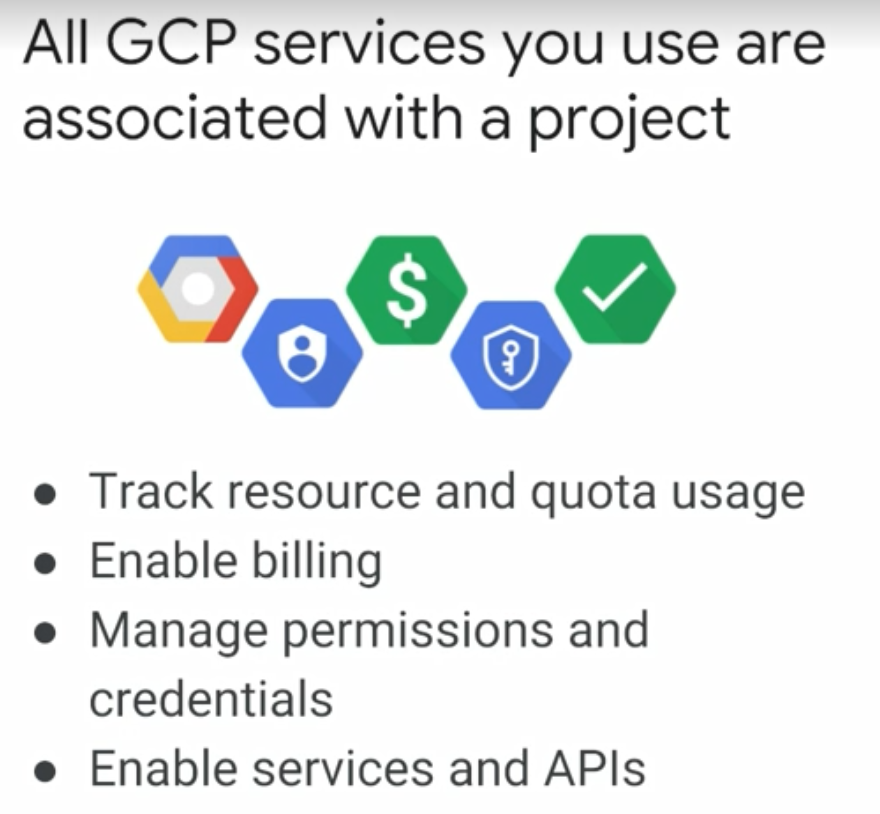 All GCP services you use are
associated with a project
$
● Track resource and quota usage
● Enable billing
● Manage permissions and
credentials
● Enable services and APIs